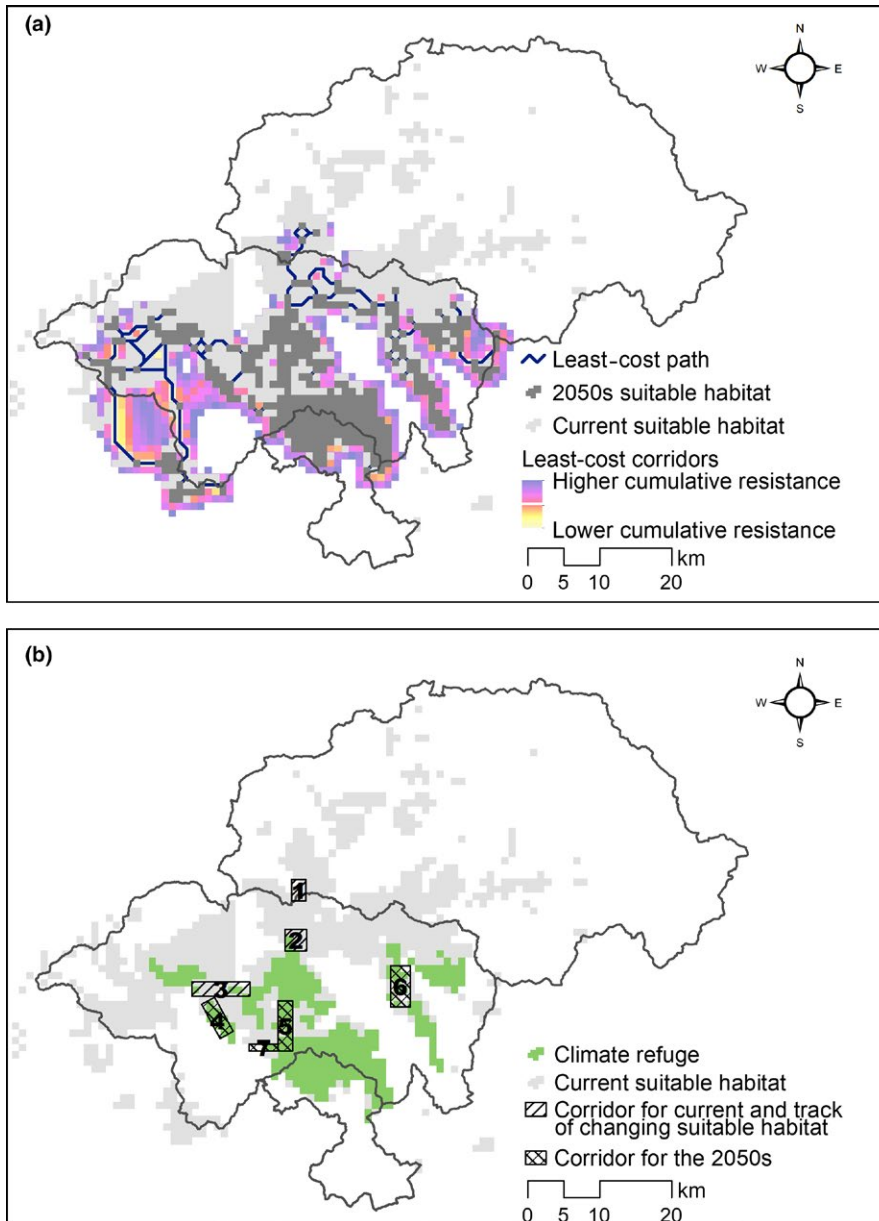 (a)
N
W E
S
Least-cost path
2050s suitable habitat
Current suitable habitat
Least-cost corridors
Higher cumulative resistance
Lower cumulative resistance
km
0 5 10 20
(b)
N
W E
S
1
2
3
6
4
5
7
Climate refuge
Current suitable habitat
Corridor for current and track
of changing suitable habitat
Corridor for the 2050s
km
0 5 10 20